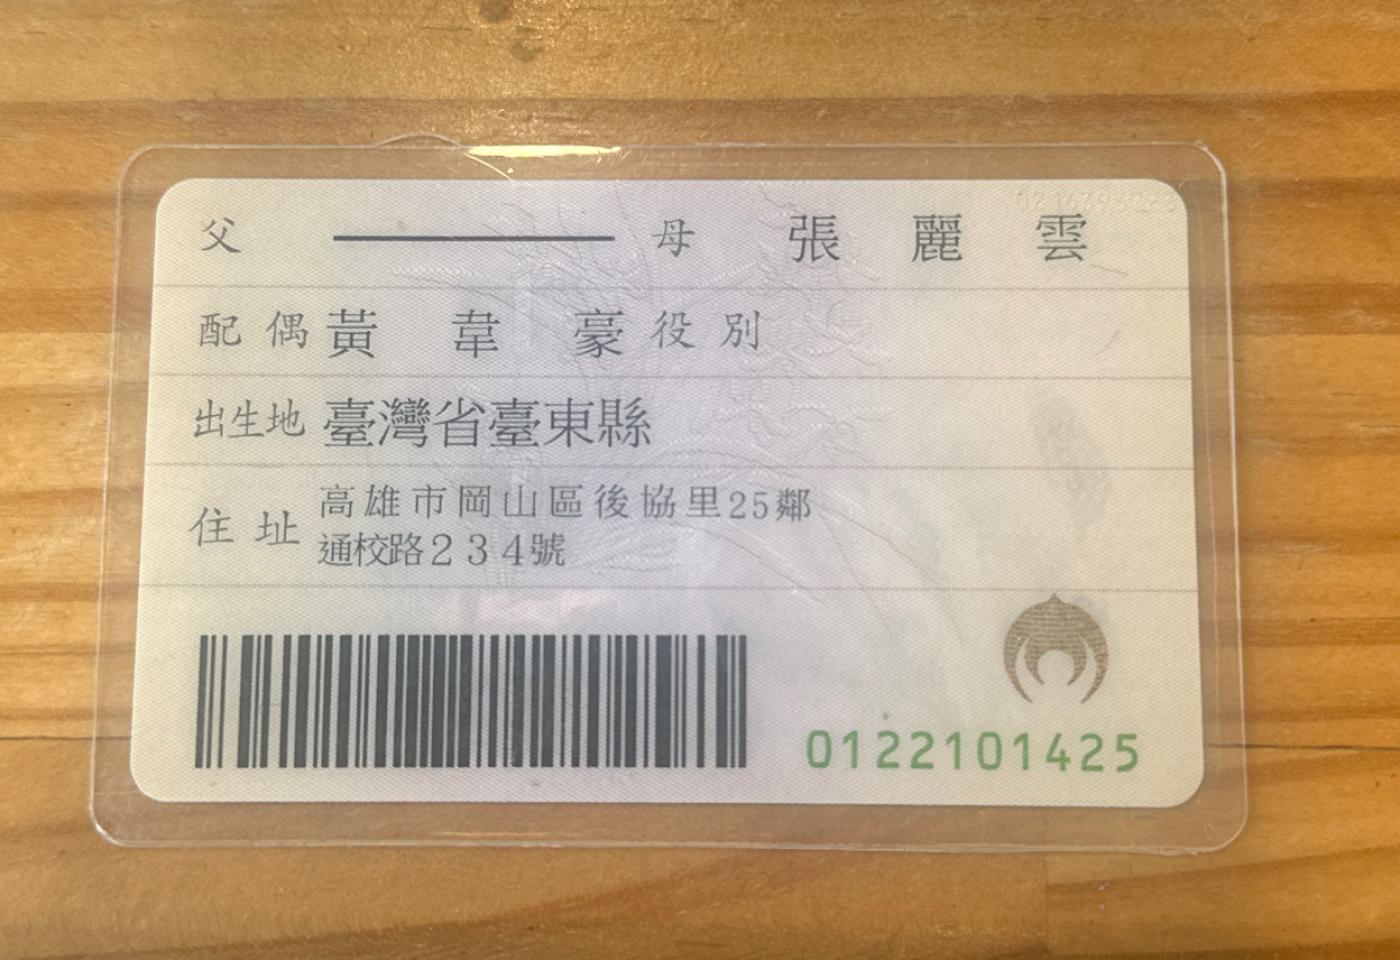 父 母 張麗雲
配偶 黃韋豪 役別
出生地 臺灣省臺東縣
住址 高雄市岡山區後協里25鄰
通校路234號
0122101425